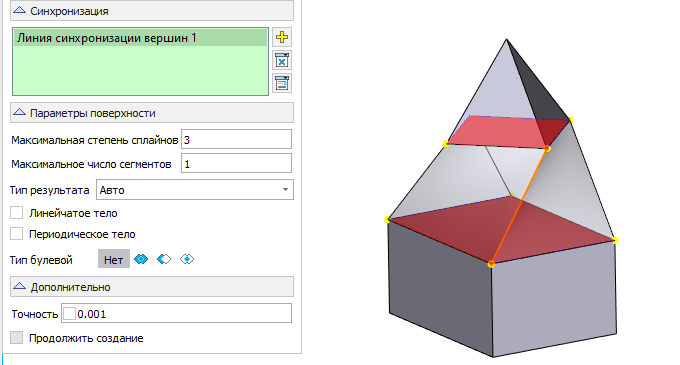 Синхронизация
Линия синхронизации вершин 1
Параметры поверхности
Максимальная степень сплайнов 3
Максимальное число сегментов 1
Тип результата Авто
Линейчатое тело
Периодическое тело
Тип булевой Нет
Дополнительно
Точность 0.001
Продолжить создание